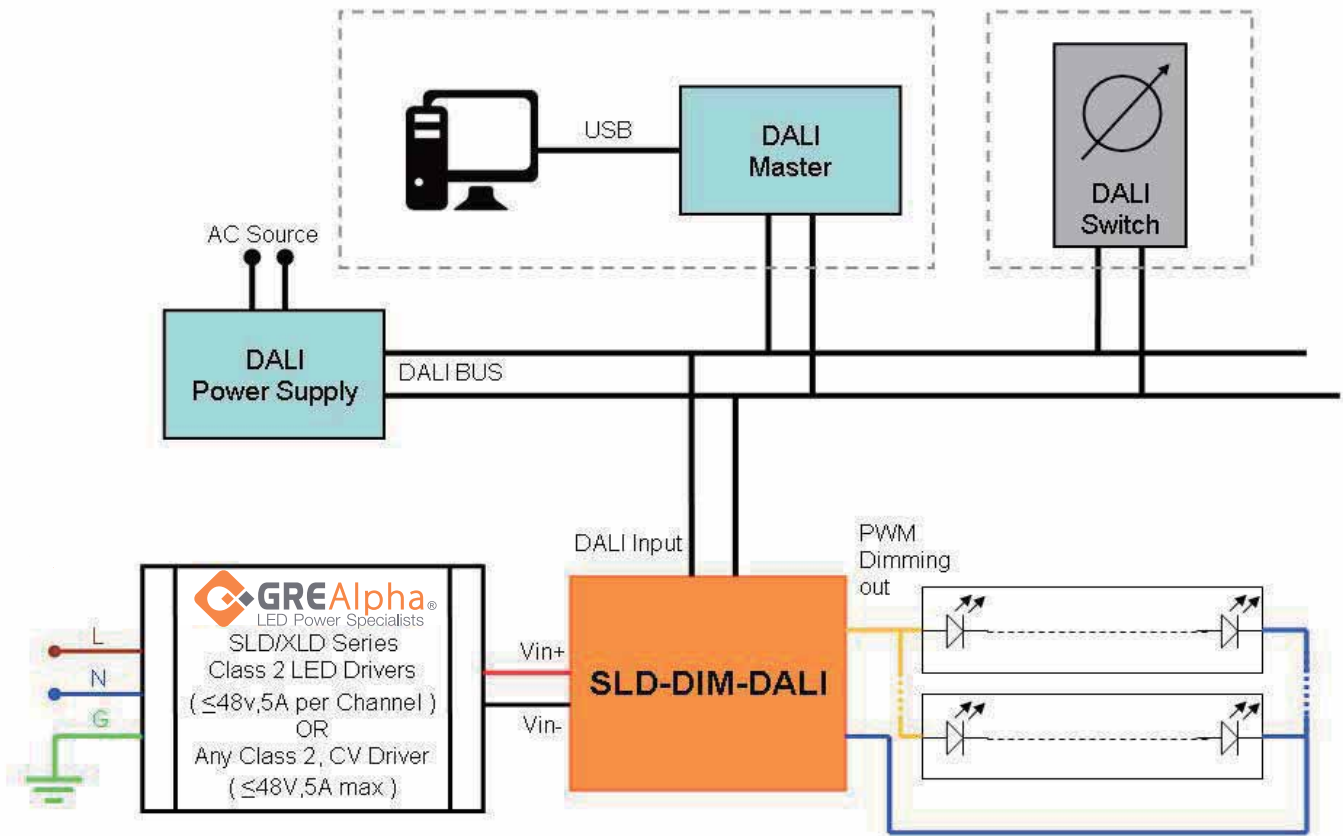 USB
DALI
Master
DALI
Switch
AC Source
DALI
Power Supply
DALI BUS
DALI Input
PWM
Dimming
out
GREAlpha®
LED Power Specialists
SLD/XLD Series
Class 2 LED Drivers
( ≤48v,5A per Channel )
OR
Any Class 2, CV Driver
( ≤48V,5A max )
L
N
G
Vin+
Vin-
SLD-DIM-DALI